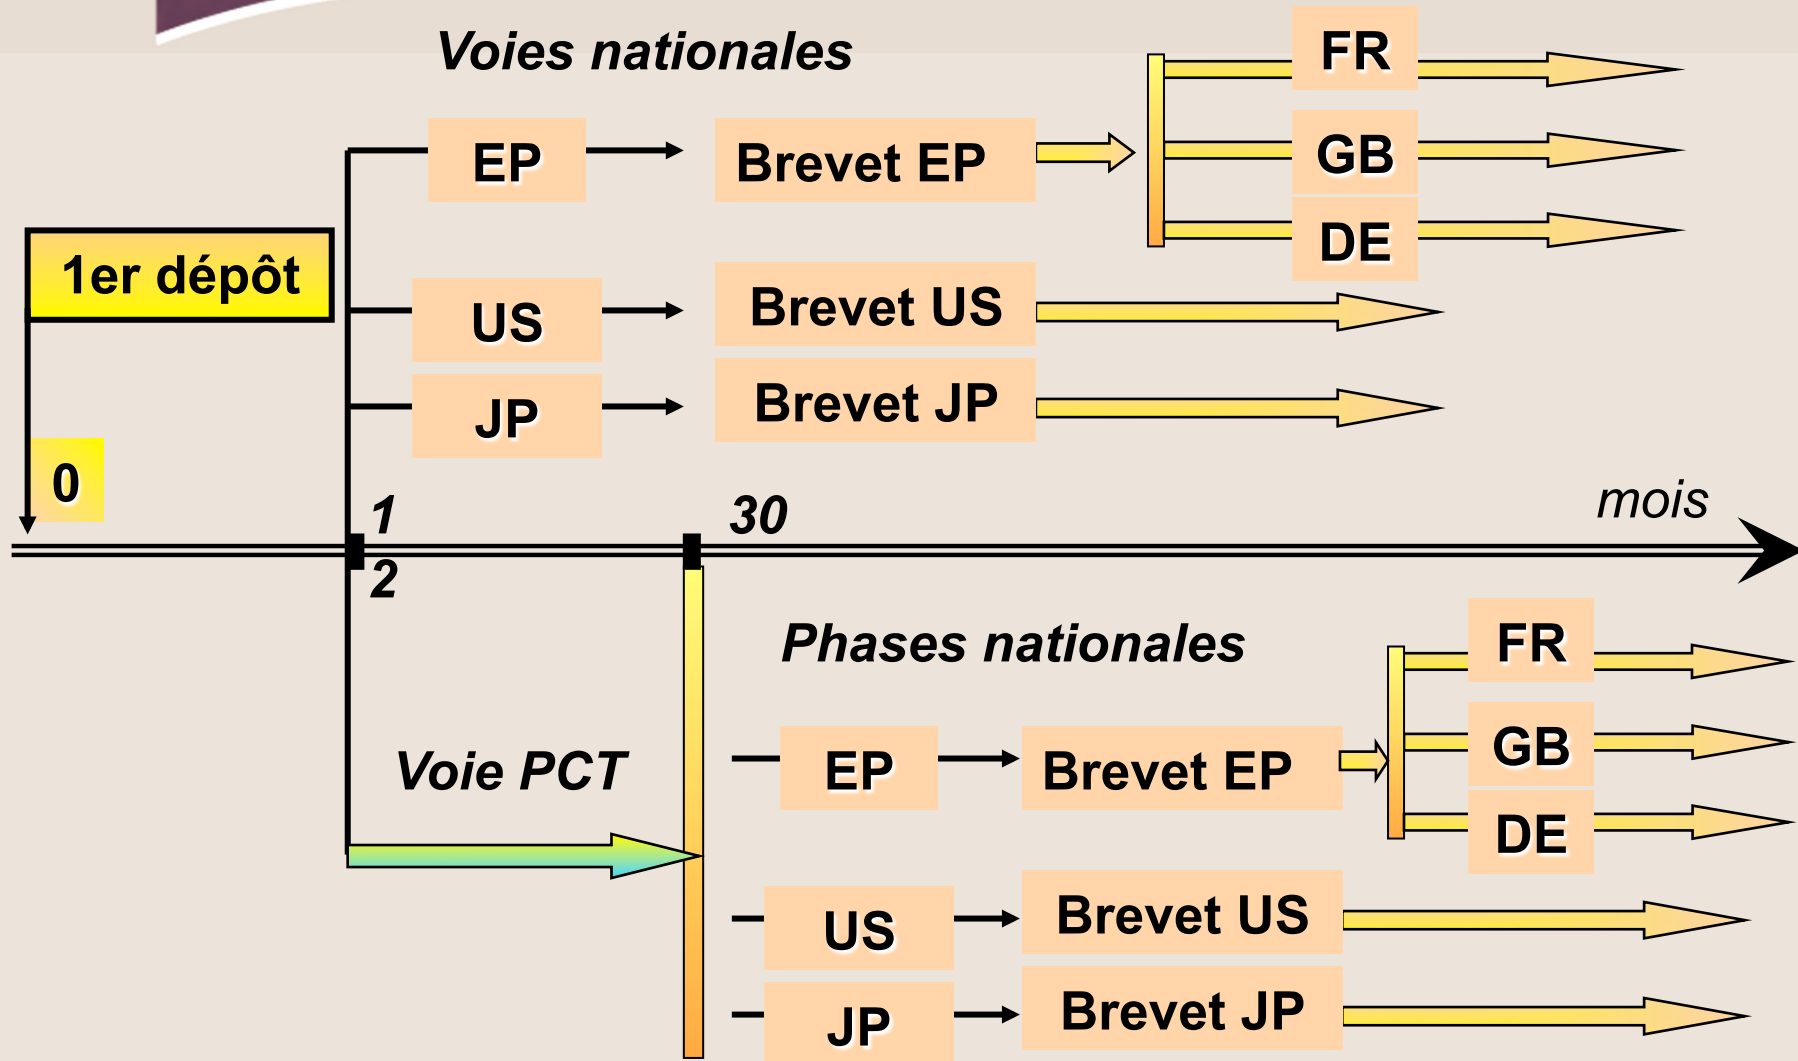 Voies nationales
FR
EP
Brevet EP
GB
DE
1er dépôt
US
Brevet US
JP
Brevet JP
0
1
2
30
mois
Phases nationales
FR
Voie PCT
EP
Brevet EP
GB
DE
US
Brevet US
JP
Brevet JP